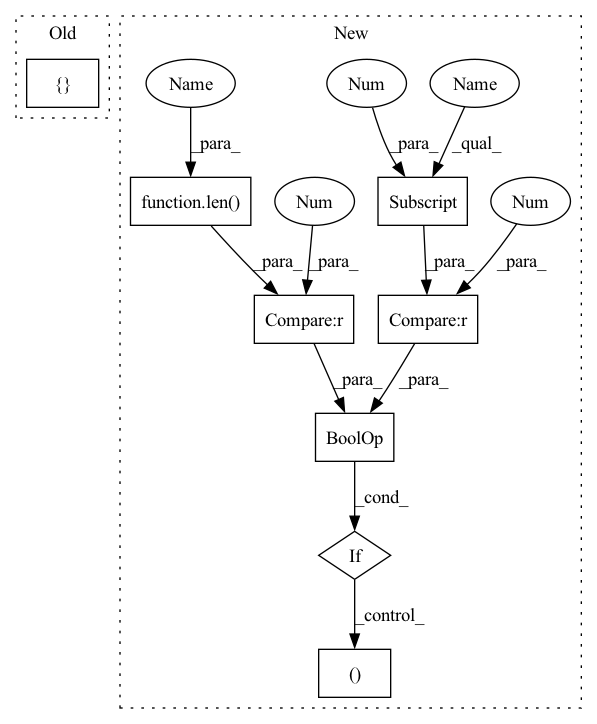 Old
New
{}
Name
Num
Name
_para_
_para_
_qual_
function.len()
Num
Subscript
Num
_para_
_para_
_para_
_para_
Compare:r
Compare:r
_para_
_para_
BoolOp
_cond_
If
_control_
()